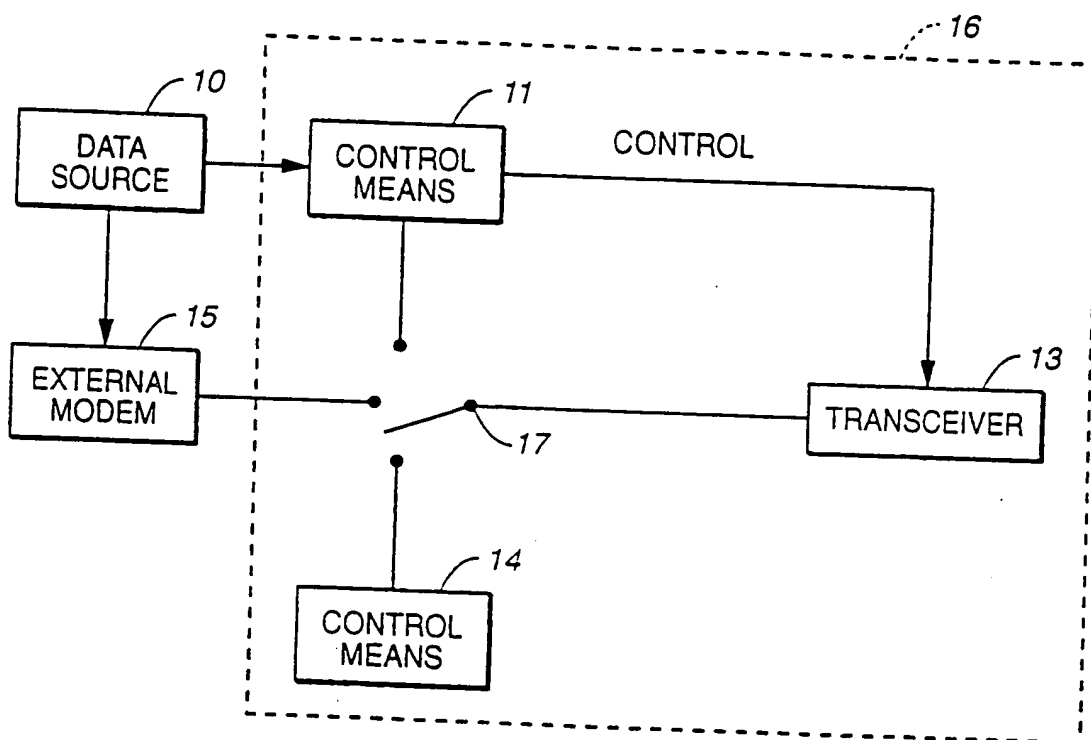 16
10
11
DATA
SOURCE
CONTROL
MEANS
CONTROL
15
EXTERNAL
MODEM
13
TRANSCEIVER
17
14
CONTROL
MEANS